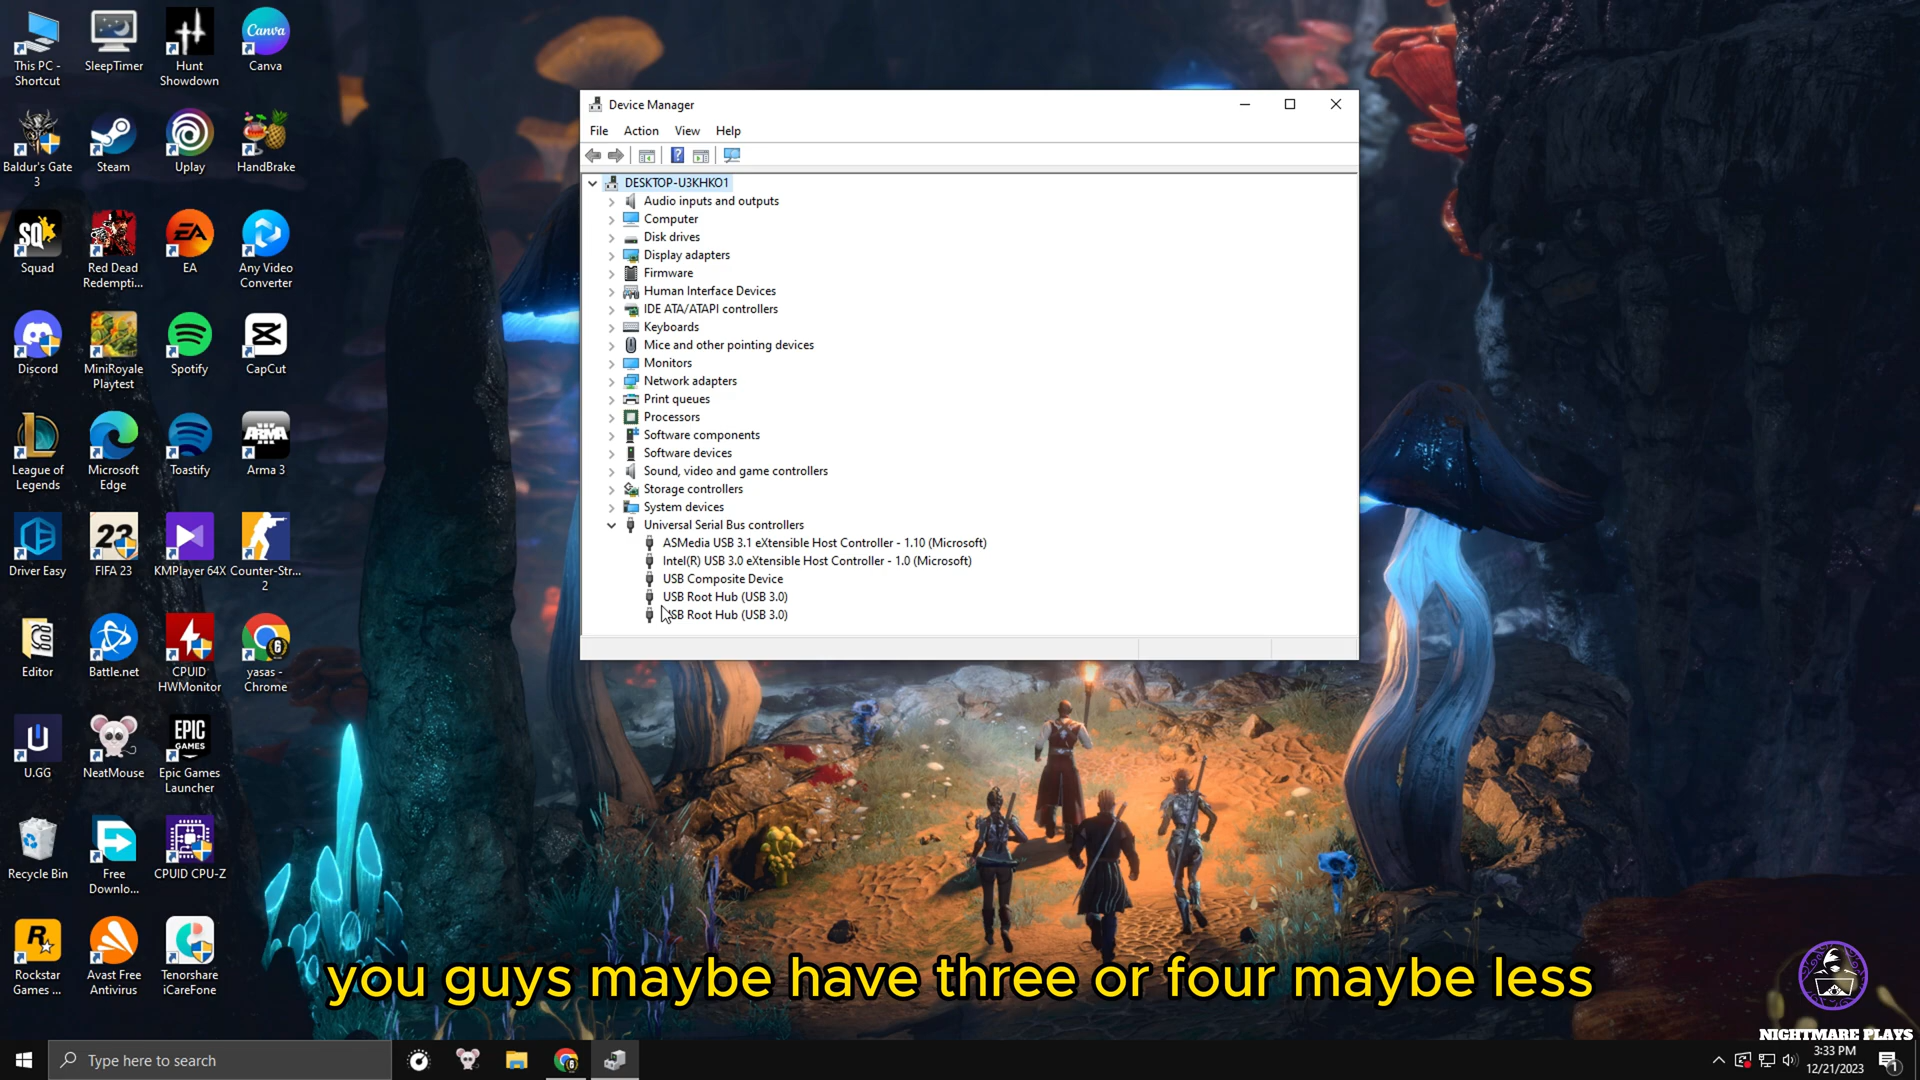 This PC -
Shortcut
SleepTimer
Hunt
Showdown
Canva
Canva
Baldur's Gate
3
Steam
Uplay
HandBrake
SQ
Squad
Red Dead
Redempti...
EA
EA
Any Video
Converter
Discord
MiniRoyale
Playtest
Spotify
CapCut
League of
Legends
Microsoft
Edge
Toastify
ARMA
Arma 3
Driver Easy
23
FIFA 23
KMPlayer 64X
Counter-Str...
2
Editor
Battle.net
CPUID
HWMonitor
yasas -
Chrome
U.GG
NeatMouse
EPIC
GAMES
Epic Games
Launcher
Recycle Bin
Free
Downlo...
CPUID CPU-Z
R
Rockstar
Games ...
Avast Free
Antivirus
Tenorshare
iCareFone
Device Manager
File Action View Help
DESKTOP-U3KHKO1
Audio inputs and outputs
Computer
Disk drives
Display adapters
Firmware
Human Interface Devices
IDE ATA/ATAPI controllers
Keyboards
Mice and other pointing devices
Monitors
Network adapters
Print queues
Processors
Software components
Software devices
Sound, video and game controllers
Storage controllers
System devices
Universal Serial Bus controllers
ASMedia USB 3.1 eXtensible Host Controller - 1.10 (Microsoft)
Intel(R) USB 3.0 eXtensible Host Controller - 1.0 (Microsoft)
USB Composite Device
USB Root Hub (USB 3.0)
USB Root Hub (USB 3.0)
you guys maybe have three or four maybe less
NIGHTMARE PLAYS
Type here to search
3:33 PM
12/21/2023
1